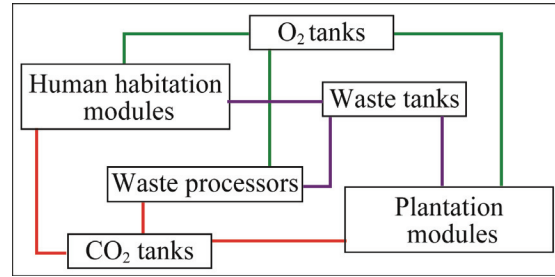 O₂ tanks
Human habitation
modules
Waste tanks
Waste processors
Plantation
modules
CO₂ tanks